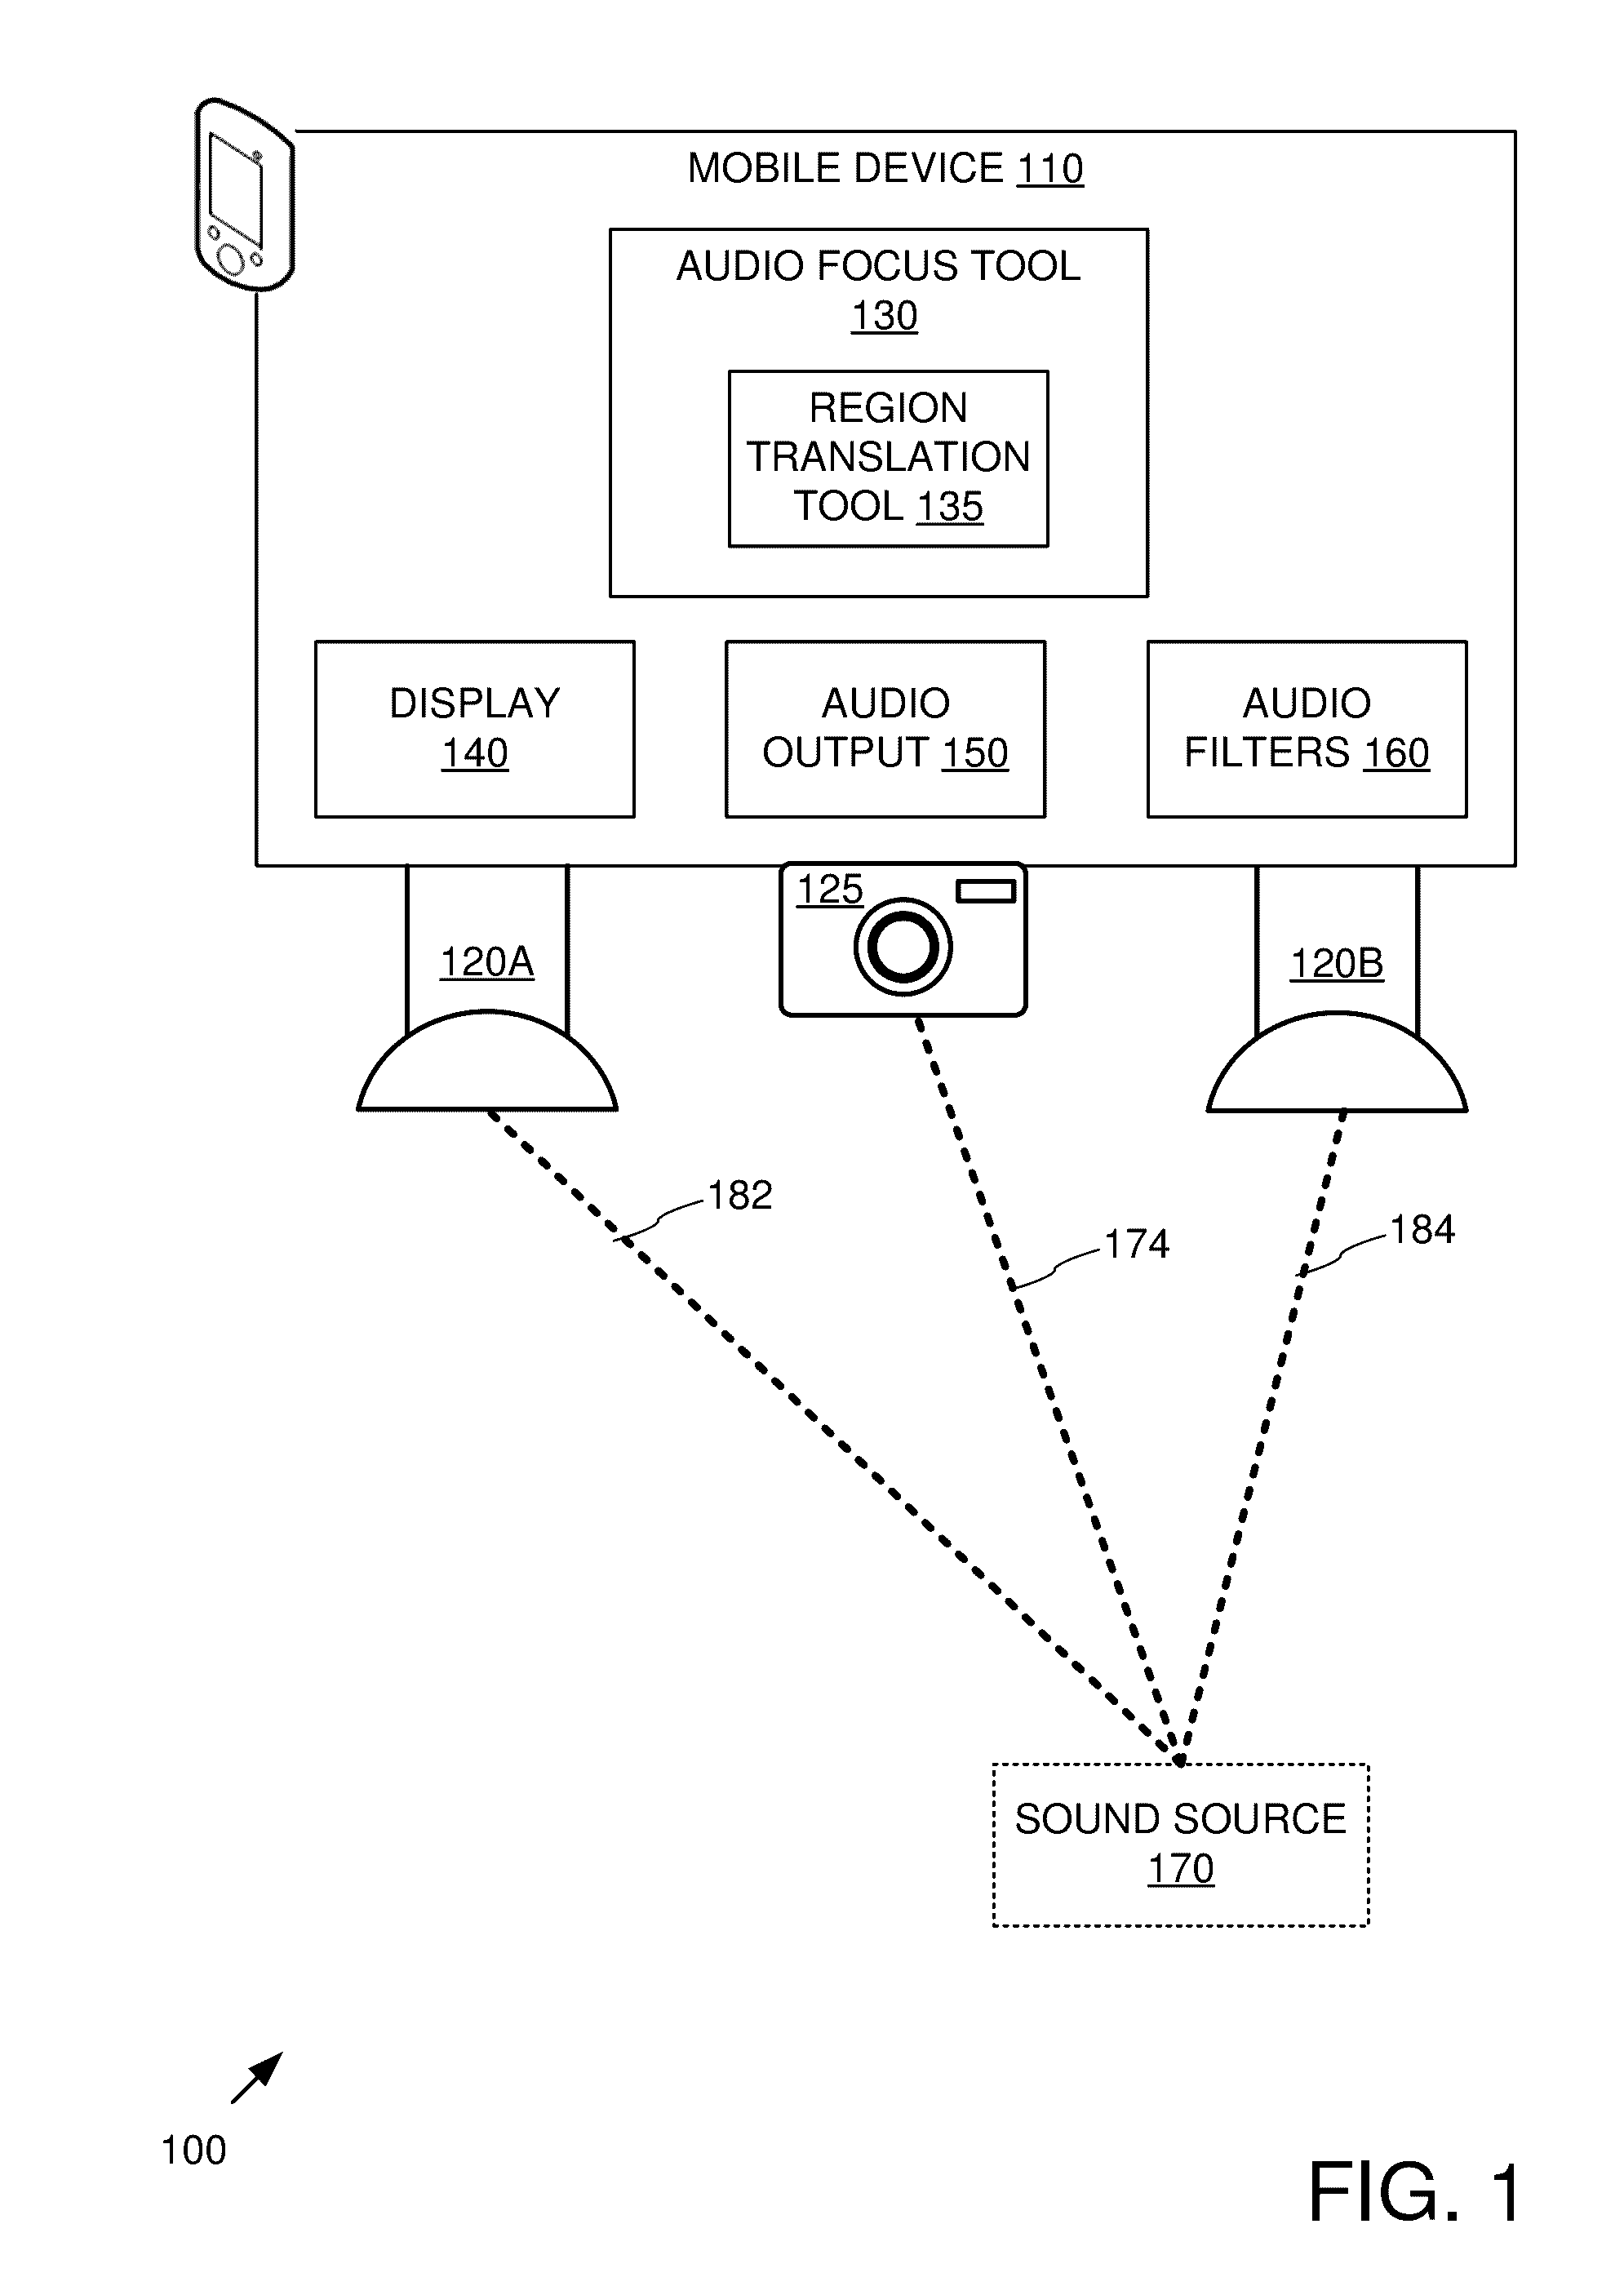 MOBILE DEVICE 110
AUDIO FOCUS TOOL
130
REGION
TRANSLATION
TOOL 135
DISPLAY
140
AUDIO
OUTPUT 150
AUDIO
FILTERS 160
125
120A
120B
182
174
184
SOUND SOURCE
170
100
FIG. 1